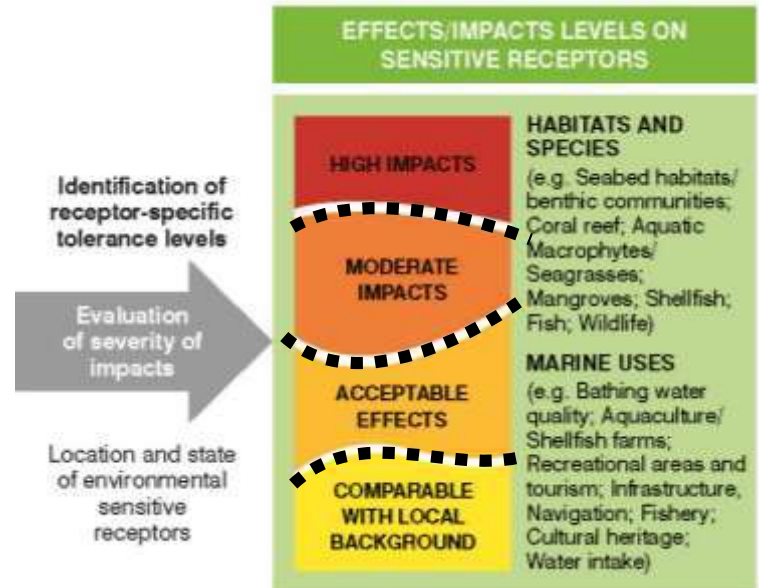 EFFECTS/IMPACTS LEVELS ON
SENSITIVE RECEPTORS
Identification of
receptor-specific
tolerance levels
Evaluation
of severity of
impacts
Location and state
of environmental
sensitive
receptors
HIGH IMPACTS
MODERATE
IMPACTS
ACCEPTABLE
EFFECTS
COMPARABLE
WITH LOCAL
BACKGROUND
HABITATS AND
SPECIES
(e.g. Seabed habitats/
benthic communities;
Coral reef; Aquatic
Macrophytes/
Seagrasses;
Mangroves; Shellfish;
Fish; Wildlife)
MARINE USES
(e.g. Bathing water
quality; Aquaculture/
Shellfish farms;
Recreational areas and
tourism; Infrastructure,
Navigation; Fishery;
Cultural heritage;
Water intake)